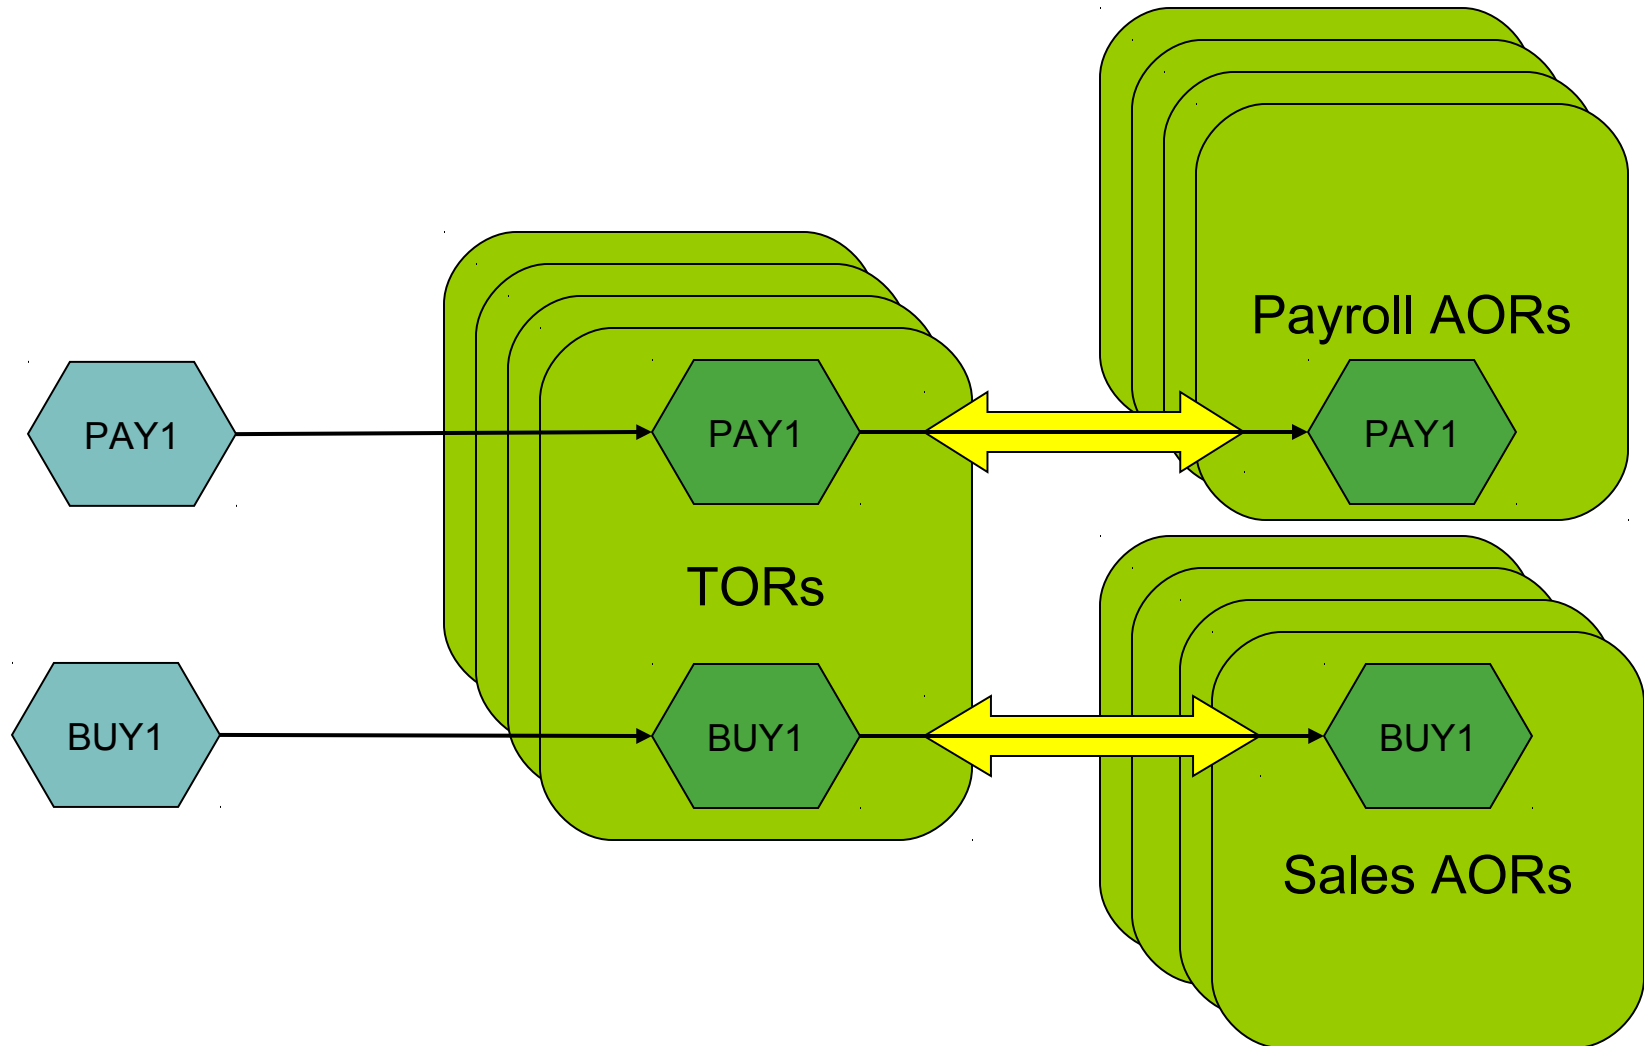 Payroll AORs
PAY1
PAY1
PAY1
TORs
BUY1
BUY1
BUY1
Sales AORs